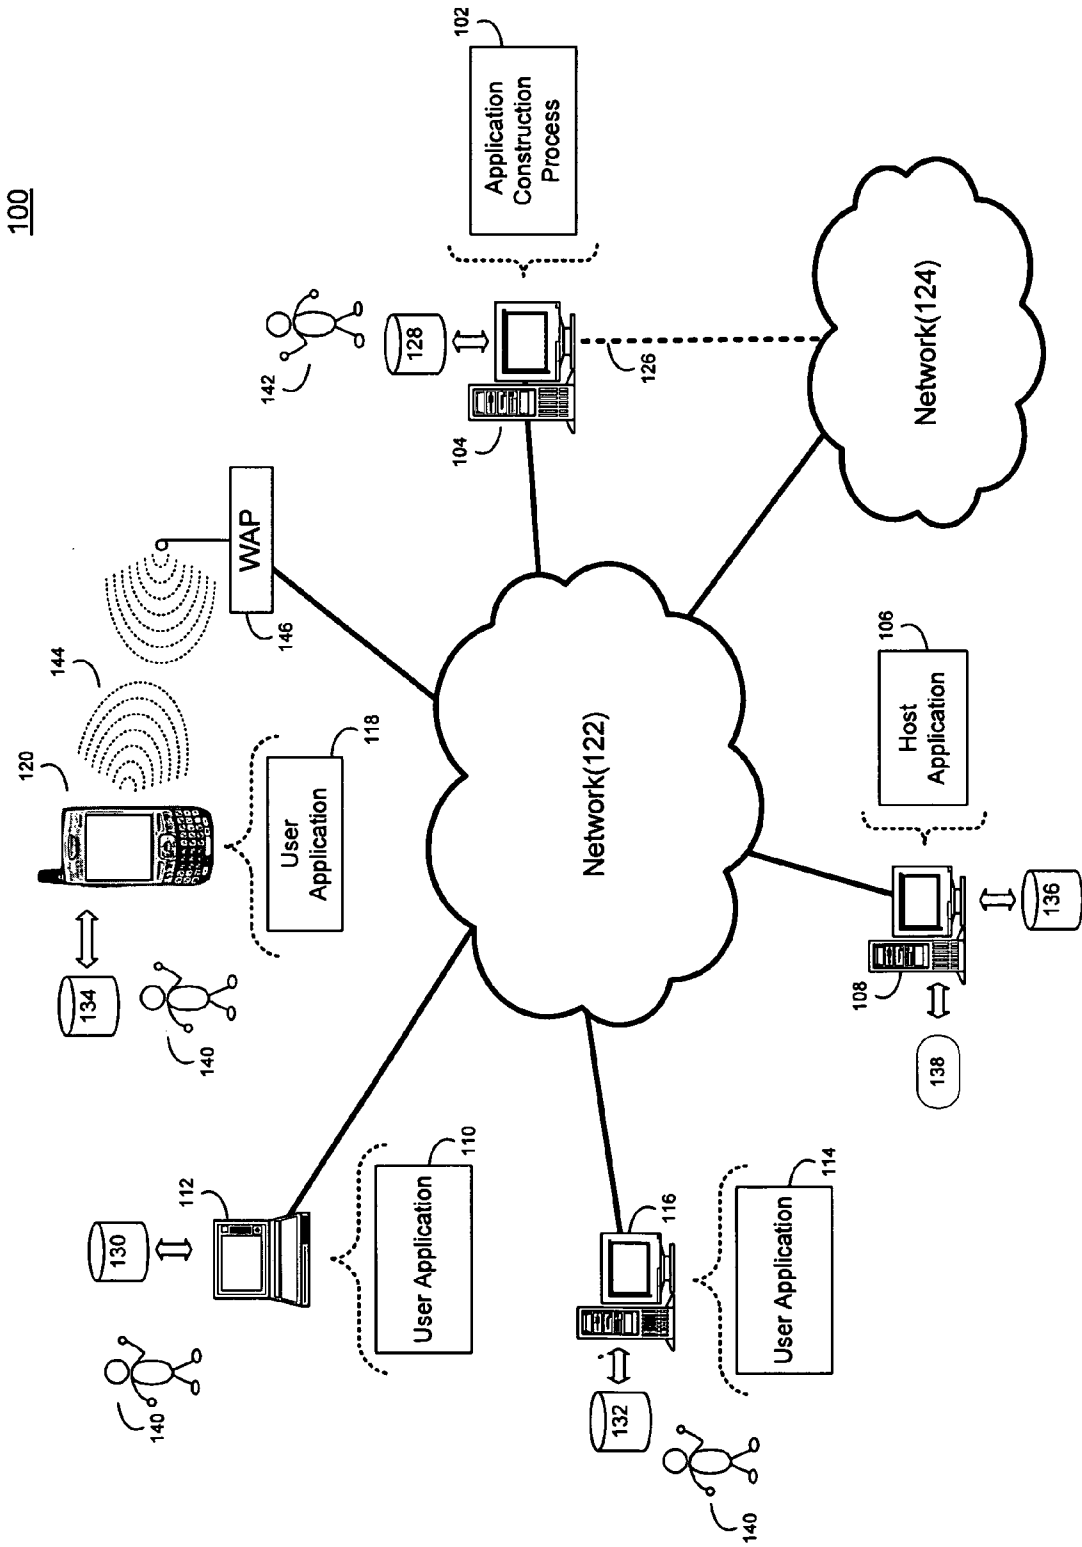 100
102
Application
Construction
Process
142
128
104
126
Network(124)
WAP
146
144
120
118
User
Application
134
140
Network(122)
106
Host
Application
108
136
138
130
112
110
User Application
140
116
114
User Application
132
140